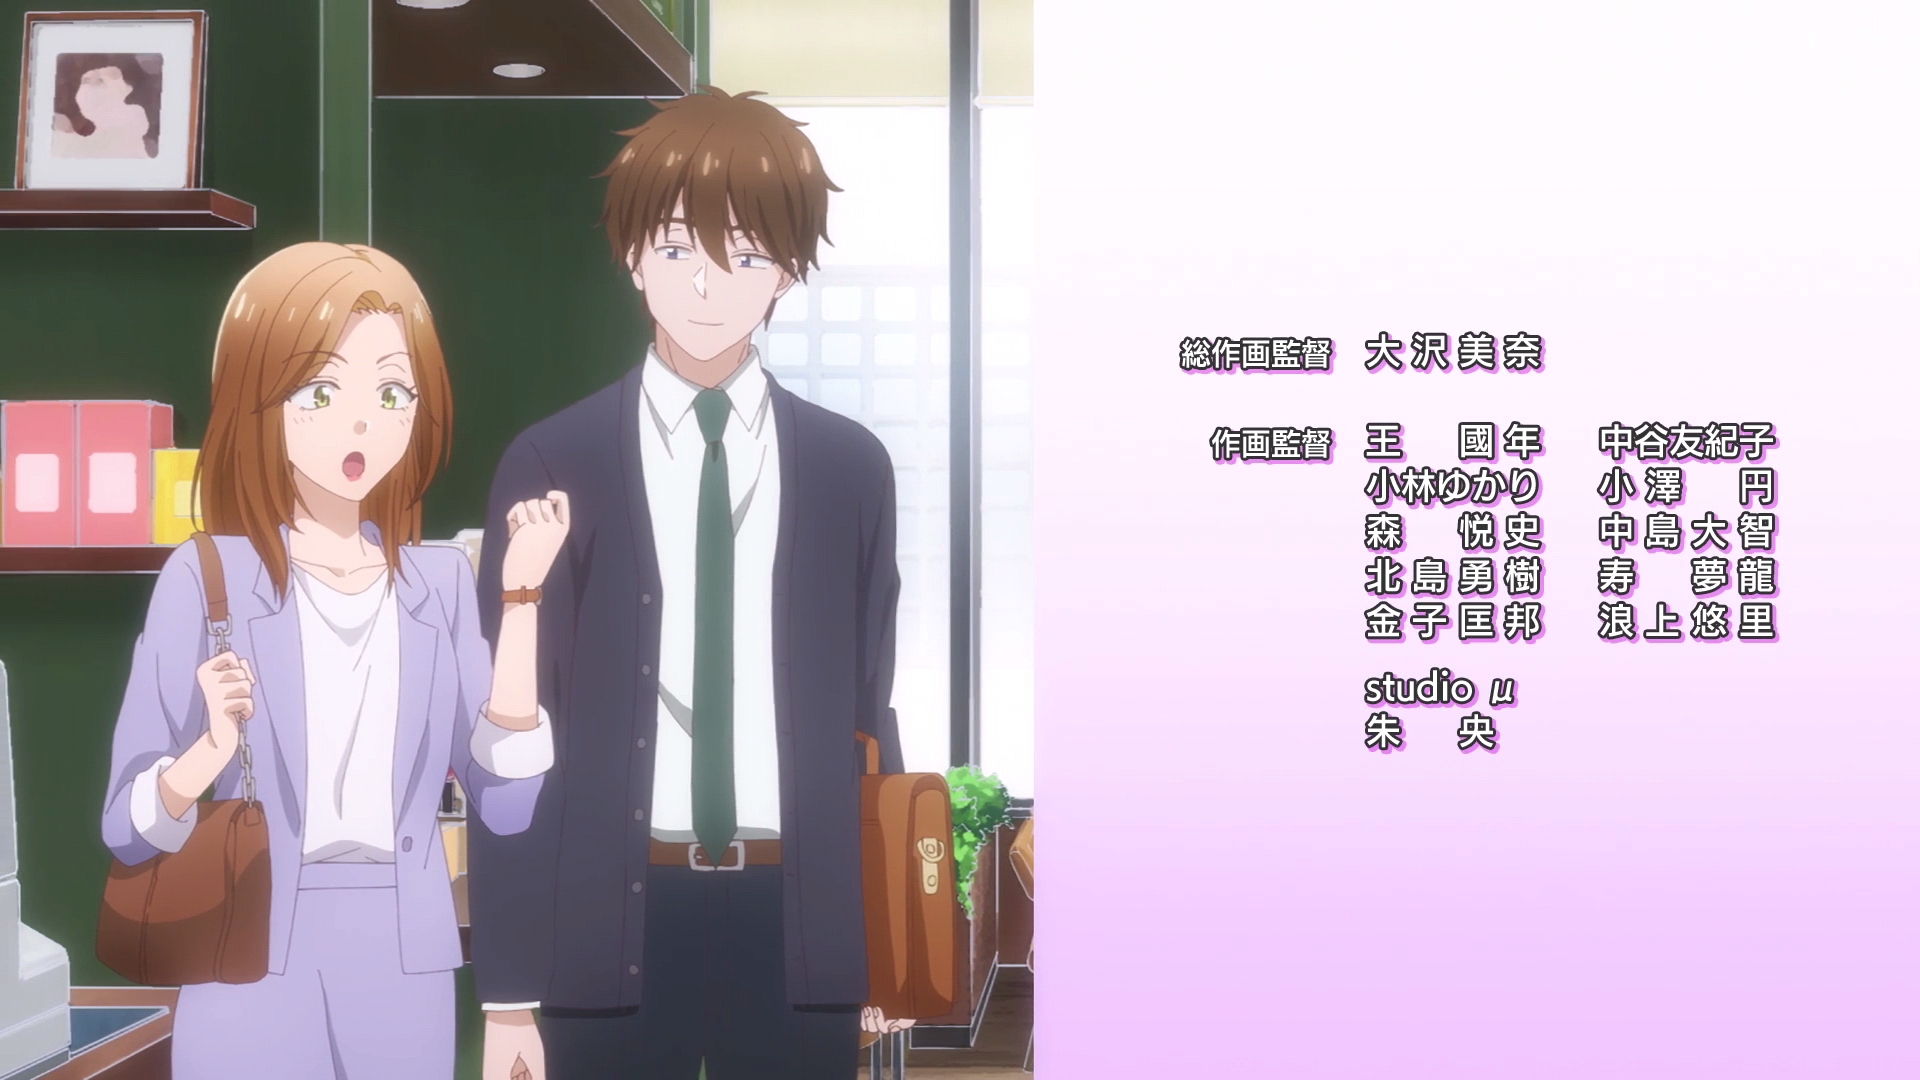 総作画監督 大沢美奈
作画監督 王國年 中谷友紀子
小林ゆかり 小澤円
森悦史 中島大智
北島勇樹 寿夢龍
金子匡邦 浪上悠里
studio μ
朱央